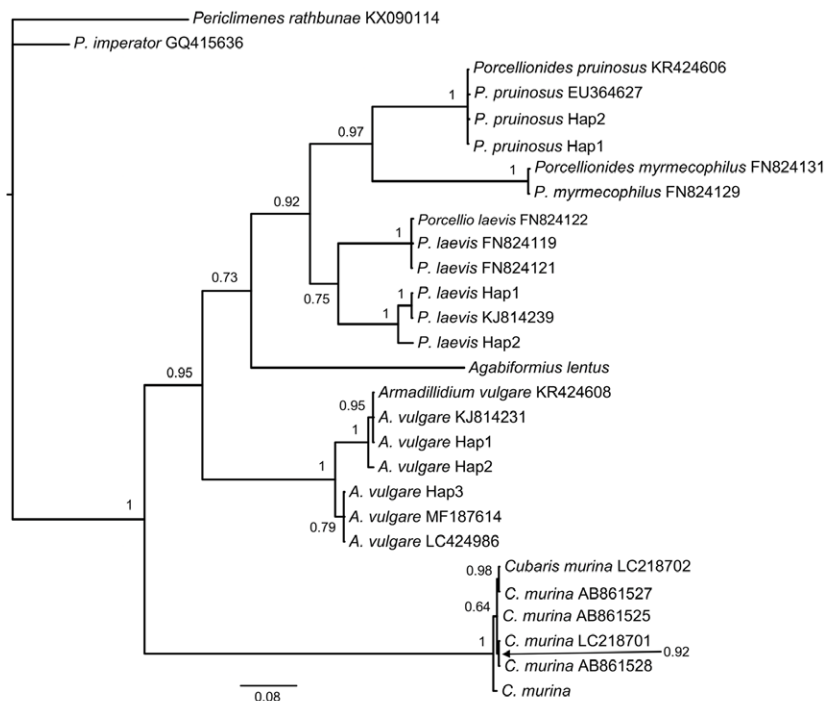 Periclimenes rathbunae KX090114
P. imperator GQ415636
Porcellionides pruinosus KR424606
1
P. pruinosus EU364627
P. pruinosus Hap2
0.97
P. pruinosus Hap1
1
Porcellionides myrmecophilus FN824131
P. myrmecophilus FN824129
0.92
Porcellio laevis FN824122
1
P. laevis FN824119
P. laevis FN824121
0.73
0.75
1
P. laevis Hap1
P. laevis KJ814239
1
P. laevis Hap2
Agabiformius lentus
0.95
Armadillidium vulgare KR424608
0.95
A. vulgare KJ814231
1
A. vulgare Hap1
A. vulgare Hap2
1
A. vulgare Hap3
A. vulgare MF187614
0.79
A. vulgare LC424986
1
Cubaris murina LC218702
0.98
C. murina AB861527
0.64
C. murina AB861525
1
C. murina LC218701
0.92
C. murina AB861528
C. murina
0.08